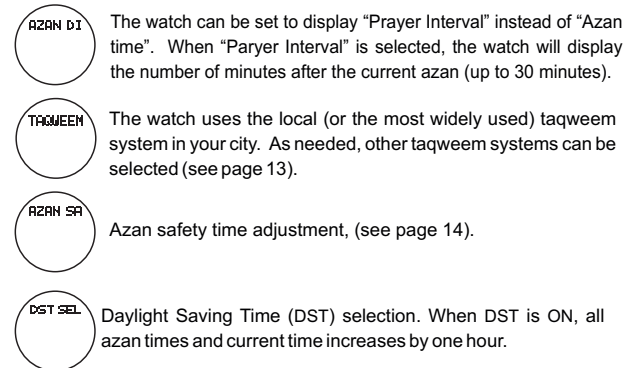 AZAN DI
The watch can be set to display “Prayer Interval” instead of “Azan
time”. When “Paryer Interval” is selected, the watch will display
the number of minutes after the current azan (up to 30 minutes).
TAQWEEM
The watch uses the local (or the most widely used) taqweem
system in your city. As needed, other taqweem systems can be
selected (see page 13).
AZAN SA
Azan safety time adjustment, (see page 14).
DST SEL
Daylight Saving Time (DST) selection. When DST is ON, all
azan times and current time increases by one hour.